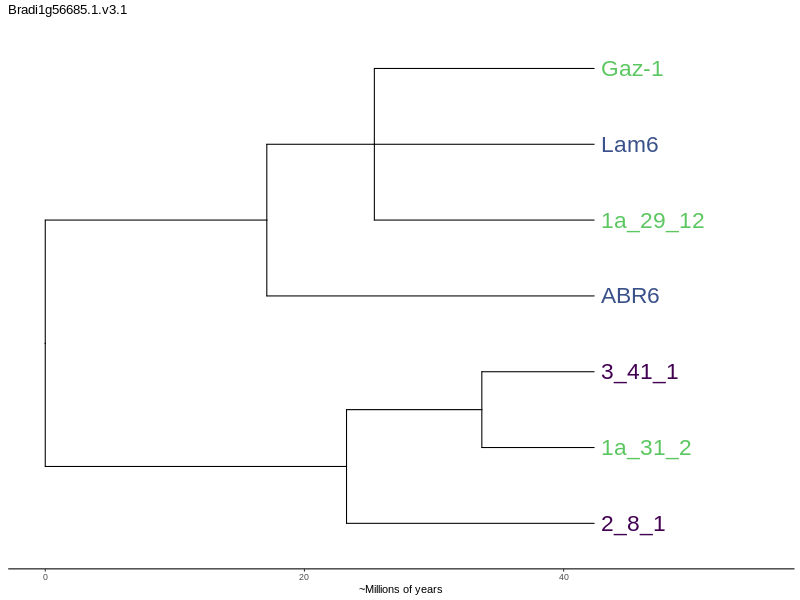 Bradi1g56685.1.v3.1
Gaz-1
Lam6
1a_29_12
ABR6
3_41_1
1a_31_2
2_8_1
0 20 40
~Millions of years